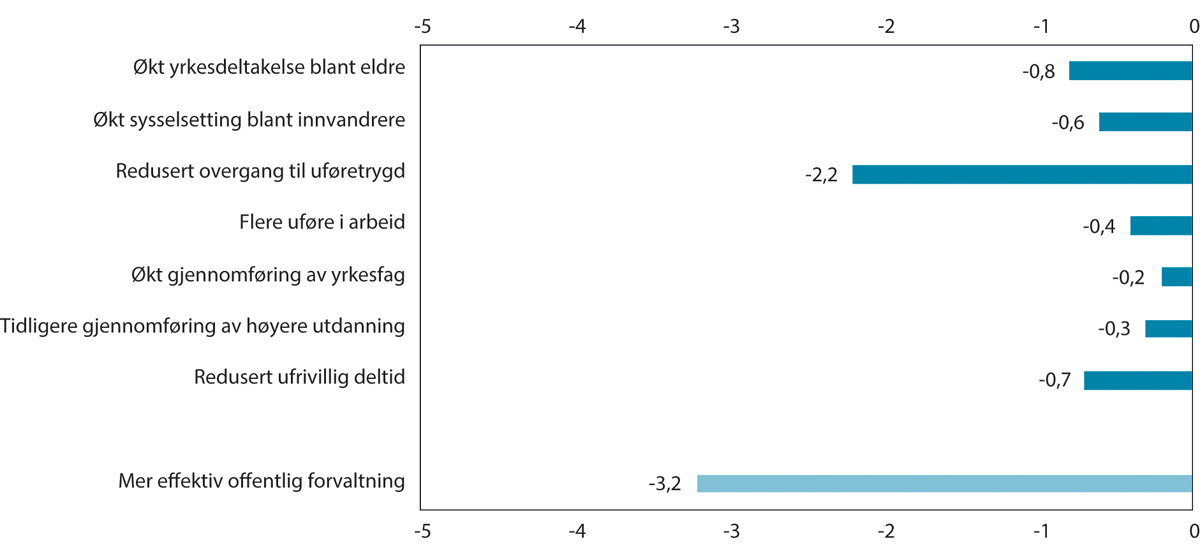 -5 -4 -3 -2 -1 0
Økt yrkesdeltakelse blant eldre -0,8
Økt sysselsetting blant innvandrere -0,6
Redusert overgang til uføretrygd -2,2
Flere uføre i arbeid -0,4
Økt gjennomføring av yrkesfag -0,2
Tidligere gjennomføring av høyere utdanning -0,3
Redusert ufrivillig deltid -0,7
Mer effektiv offentlig forvaltning -3,2
-5 -4 -3 -2 -1 0